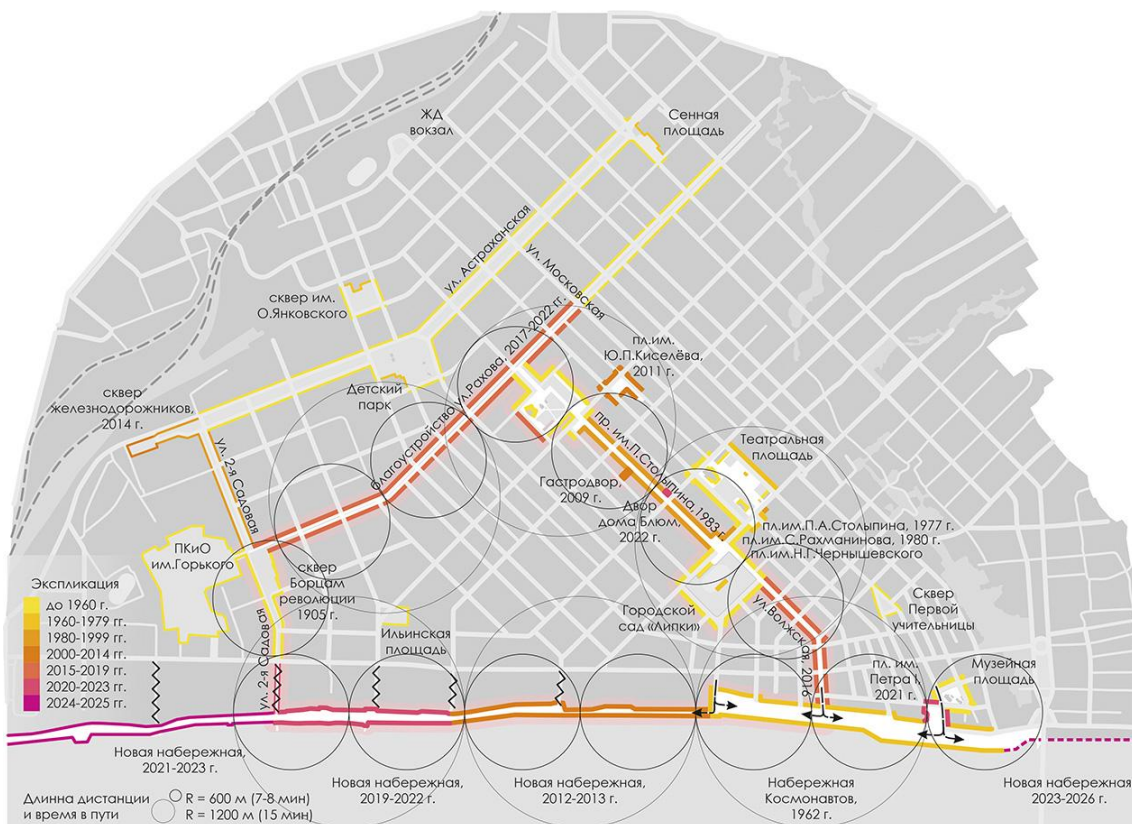 ЖД
вокзал
Сенная
площадь
ул. Астраханская
ул. Московская
сквер им.
О.Янковского
благоустройство ул.Рахова, 2017-2022 гг.
пл.им.
Ю.П.Киселёва,
2011 г.
Детский
парк
сквер
железнодорожников,
2014 г.
ул. 2-я Садовая
пр. им.П.Столыпина,1983 г.
Театральная
площадь
Гастродвор,
2009 г.
Двор
дома Блюм,
2022 г.
пл.им.П.А.Столыпина, 1977 г.
пл.им.С.Рахманинова, 1980 г.
пл.им.Н.Г.Чернышевского
ПКиО
им.Горького
сквер
Борцам
революции
1905 г.
Ильинская
площадь
Городской
сад «Липки»
ул.Волжская, 2016
Сквер
Первой
учительницы
ул. 2-я Садовая
пл. им.
Петра I,
2021 г.
Музейная
площадь
Экспликация
до 1960 г.
1960-1979 гг.
1980-1999 гг.
2000-2014 гг.
2015-2019 гг.
2020-2023 гг.
2024-2025 гг.
Новая набережная,
2021-2023 г.
Новая набережная,
2019-2022 г.
Новая набережная,
2012-2013 г.
Набережная
Космонавтов,
1962 г.
Новая набережная
2023-2026 г.
Длинна дистанции
и время в пути
R = 600 м (7-8 мин)
R = 1200 м (15 мин)